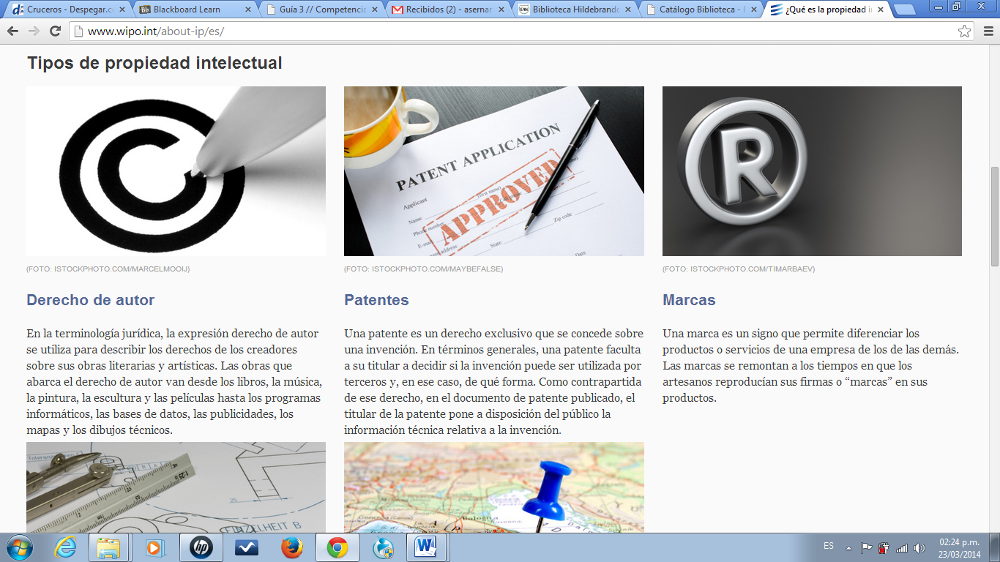 Cruceros - Despegar.c
Blackboard Learn
Guía 3 // Competencia
Recibidos (2) - asernar
Biblioteca Hildebrando
Catálogo Biblioteca -
¿Qué es la propiedad i
www.wipo.int/about-ip/es/
Tipos de propiedad intelectual
PATENT APPLICATION
APPROVED
Applicant
(first name)
Name
Phone number
E-mail
address
State
Zip code
Date
R
(FOTO: ISTOCKPHOTO.COM/MARCELMOOIJ)
(FOTO: ISTOCKPHOTO.COM/MAYBEFALSE)
(FOTO: ISTOCKPHOTO.COM/TIMARBAEV)
Derecho de autor
En la terminología jurídica, la expresión derecho de autor
se utiliza para describir los derechos de los creadores
sobre sus obras literarias y artísticas. Las obras que
abarca el derecho de autor van desde los libros, la música,
la pintura, la escultura y las películas hasta los programas
informáticos, las bases de datos, las publicidades, los
mapas y los dibujos técnicos.
Patentes
Una patente es un derecho exclusivo que se concede sobre
una invención. En términos generales, una patente faculta
a su titular a decidir si la invención puede ser utilizada por
terceros y, en ese caso, de qué forma. Como contrapartida
de ese derecho, en el documento de patente publicado, el
titular de la patente pone a disposición del público la
información técnica relativa a la invención.
Marcas
Una marca es un signo que permite diferenciar los
productos o servicios de una empresa de los de las demás.
Las marcas se remontan a los tiempos en que los
artesanos reproducían sus firmas o “marcas” en sus
productos.
1:25
25
EINZELHEIT B
Bologna
Ravenna
ES
02:24 p.m.
23/03/2014